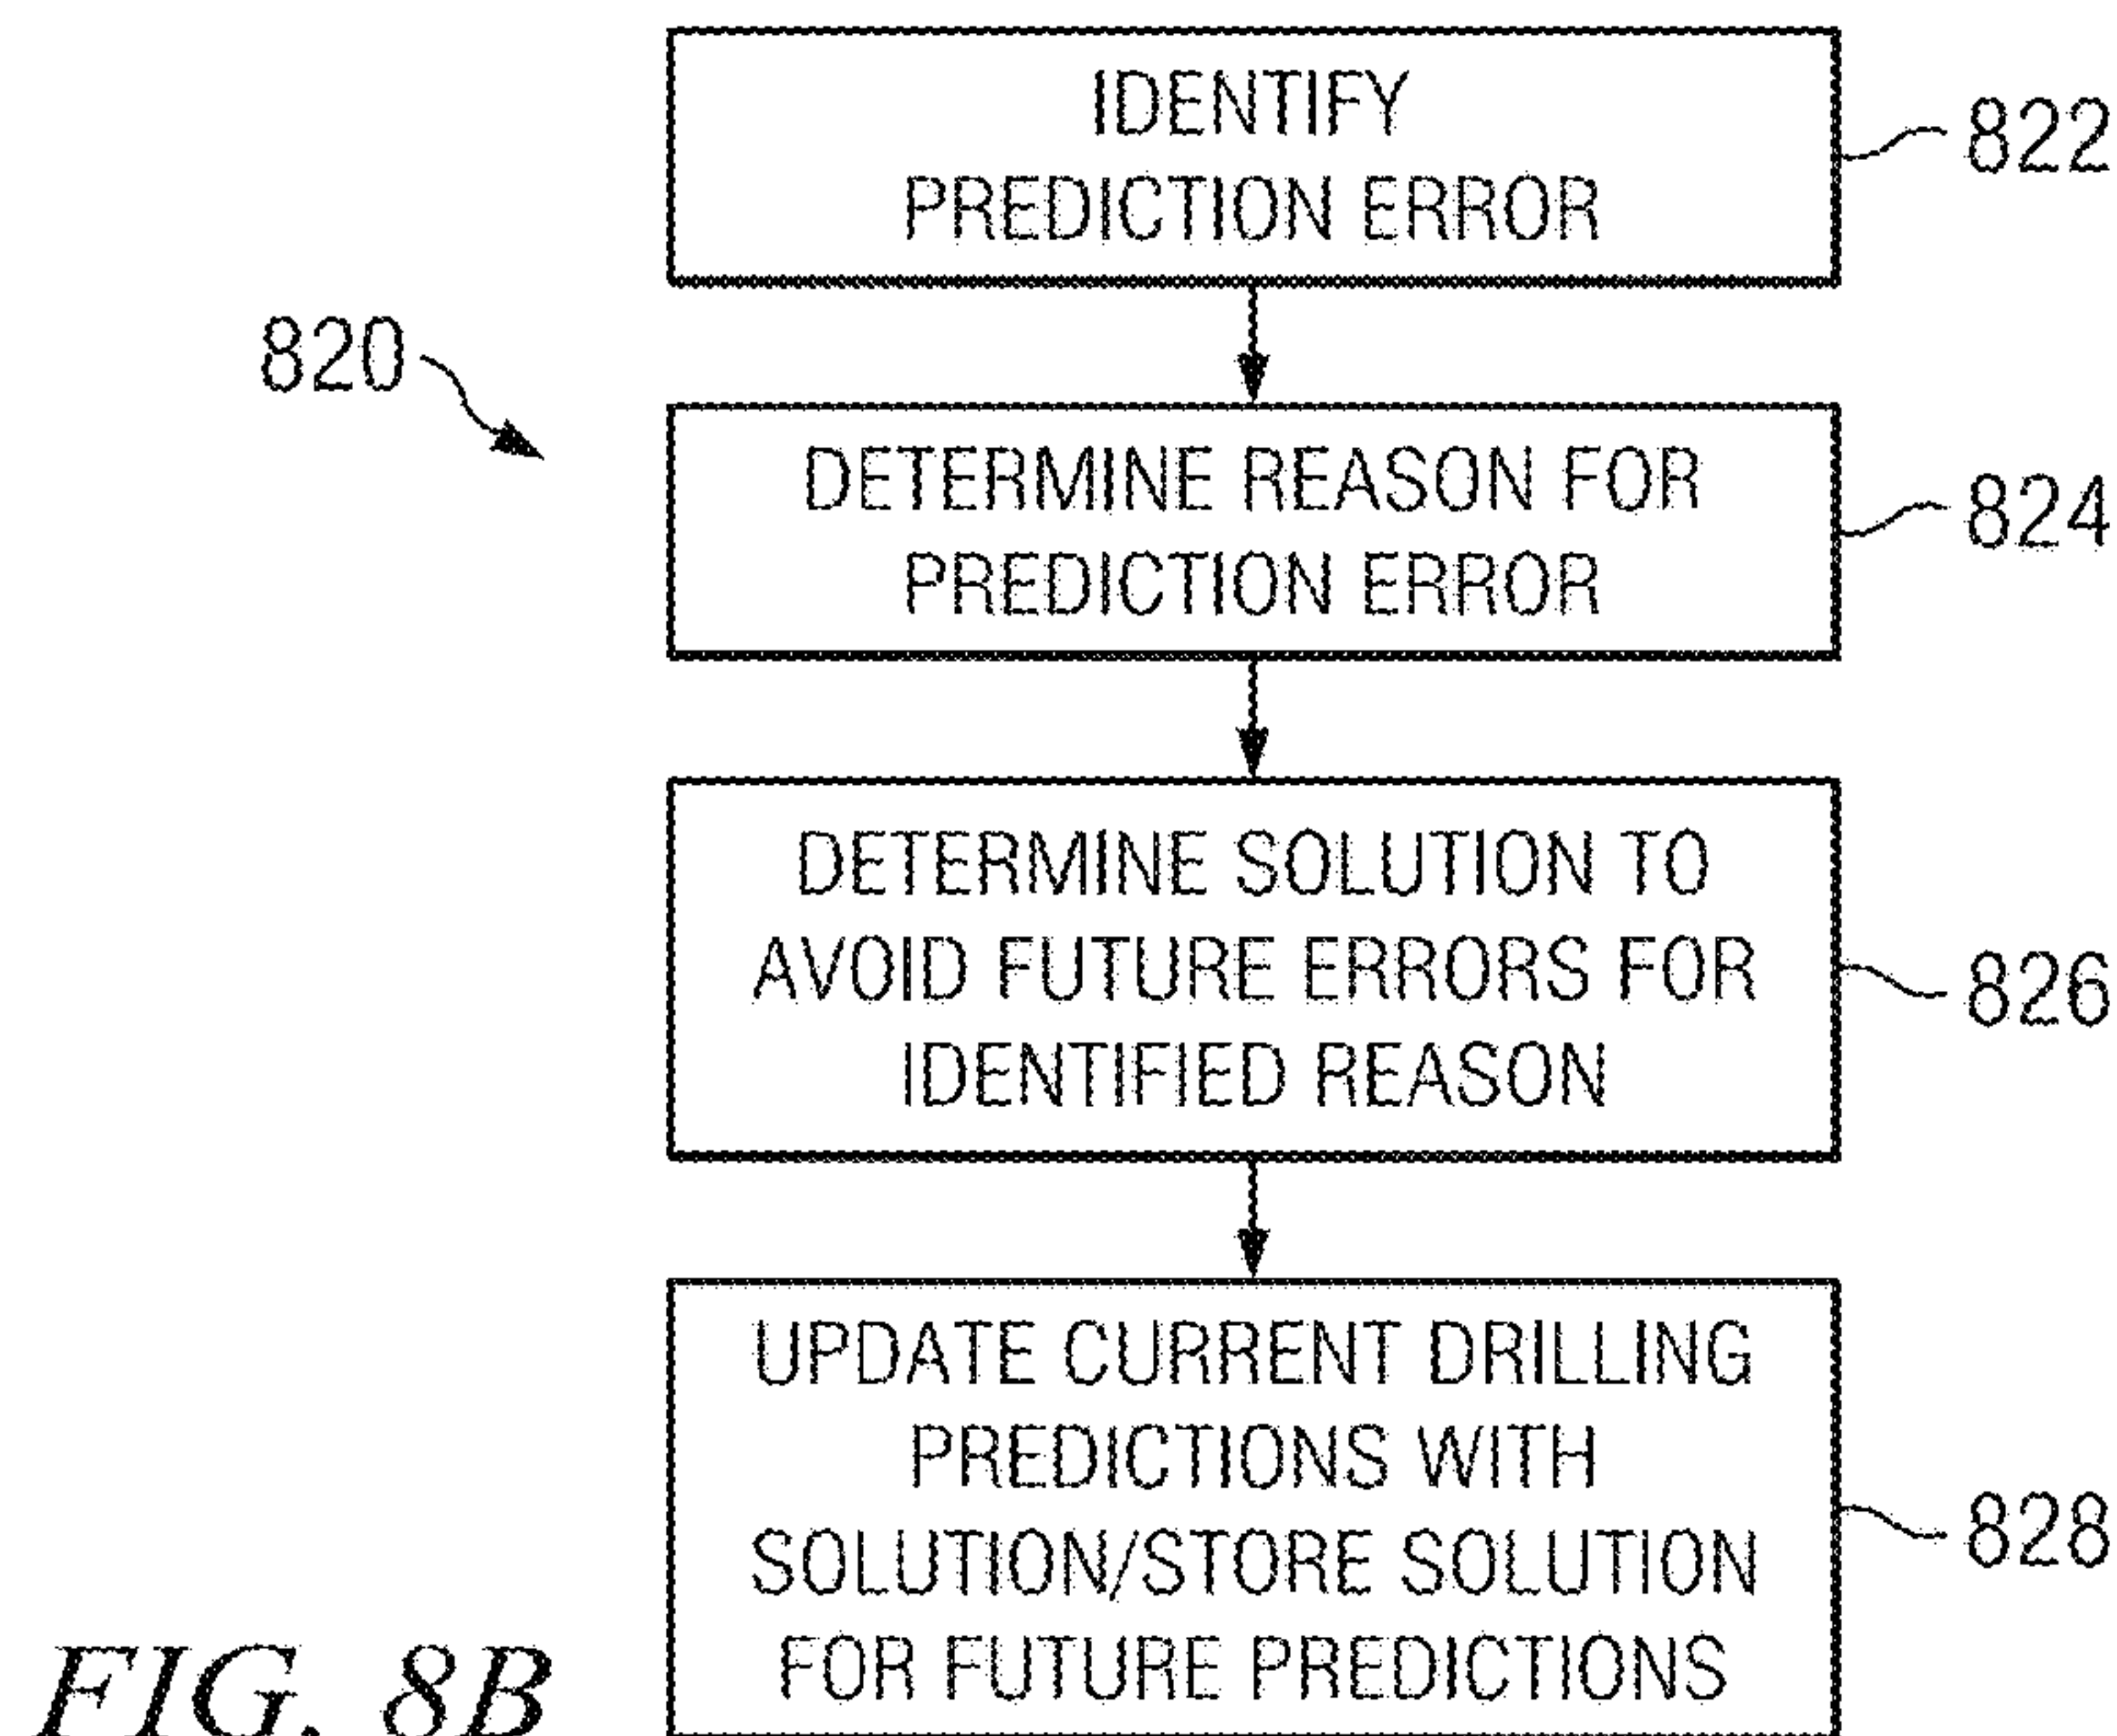 IDENTIFY
PREDICTION ERROR
822
820
DETERMINE REASON FOR
PREDICTION ERROR
824
DETERMINE SOLUTION TO
AVOID FUTURE ERRORS FOR
IDENTIFIED REASON
826
UPDATE CURRENT DRILLING
PREDICTIONS WITH
SOLUTION/STORE SOLUTION
FOR FUTURE PREDICTIONS
828
FIG. 8B